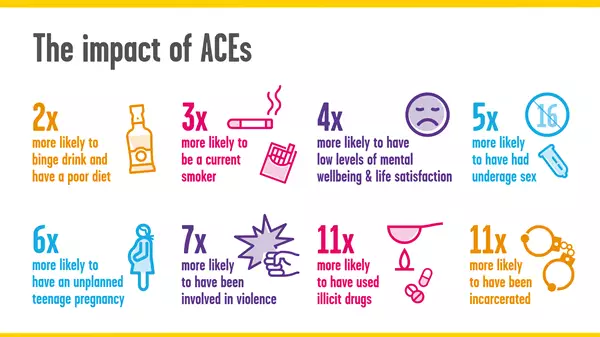 The impact of ACEs
2x
more likely to
binge drink and
have a poor diet
3x
more likely to
be a current
smoker
4x
more likely to have
low levels of mental
wellbeing & life satisfaction
5x
more likely
to have had
underage sex
16
6x
more likely to
have an unplanned
teenage pregnancy
7x
more likely
to have been
involved in violence
11x
more likely
to have used
illicit drugs
11x
more likely
to have been
incarcerated